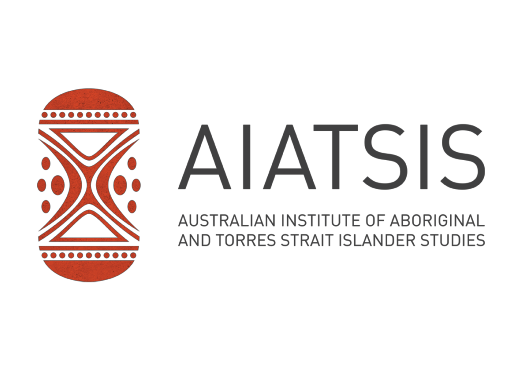 AIATSIS
AUSTRALIAN INSTITUTE OF ABORIGINAL
AND TORRES STRAIT ISLANDER STUDIES